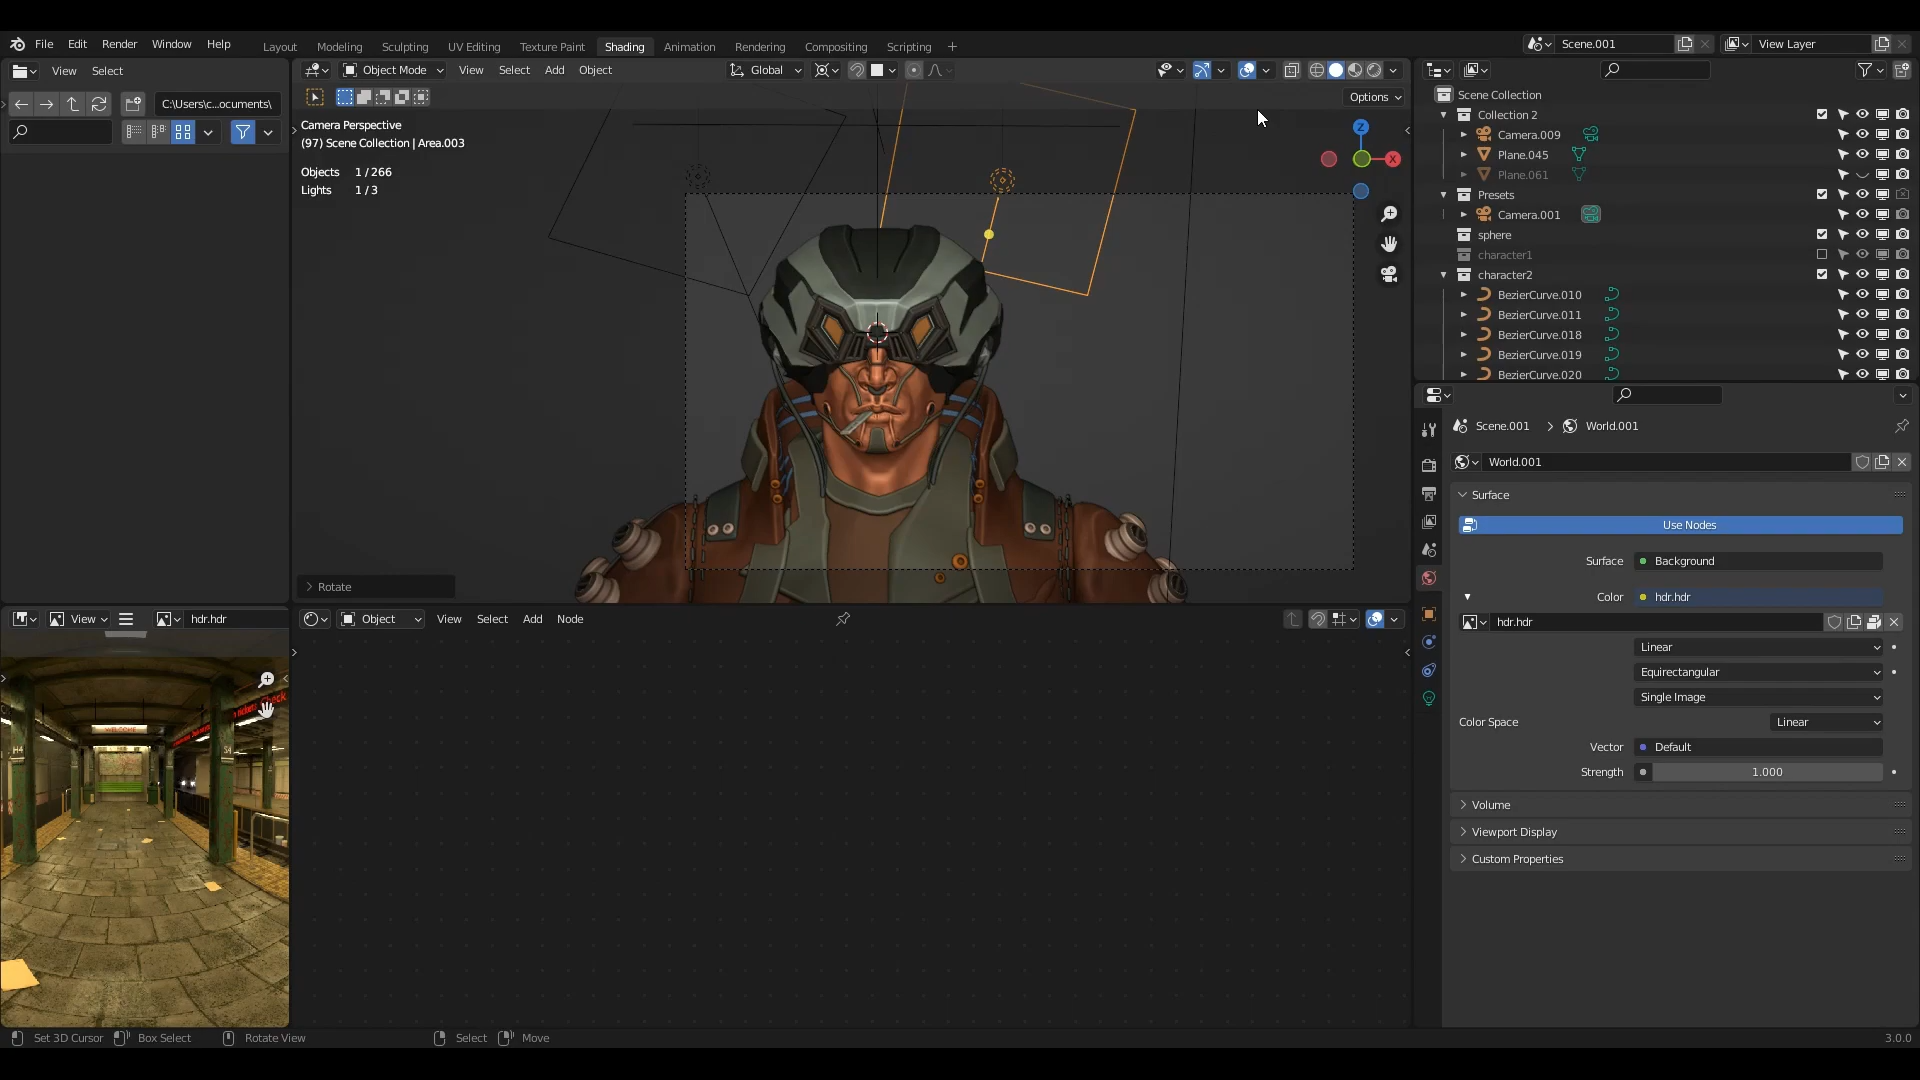 File Edit Render Window Help Layout Modeling Sculpting UV Editing Texture Paint Shading Animation Rendering Compositing Scripting + Scene.001 View Layer
View Select Object Mode View Select Add Object Global
C:\Users\c...ocuments\
Options
Camera Perspective
(97) Scene Collection | Area.003
Objects 1 / 266
Lights 1 / 3
Z
X
Rotate
Scene Collection
Collection 2
Camera.009
Plane.045
Plane.061
Presets
Camera.001
sphere
character1
character2
BezierCurve.010
BezierCurve.011
BezierCurve.018
BezierCurve.019
BezierCurve.020
Scene.001 > World.001
World.001
Surface
Use Nodes
Surface Background
Color hdr.hdr
hdr.hdr
Linear
Equirectangular
Single Image
Color Space Linear
Vector Default
Strength 1.000
Volume
Viewport Display
Custom Properties
View hdr.hdr
Object View Select Add Node
WELCOME
H4
S4
Set 3D Cursor Box Select Rotate View Select Move 3.0.0